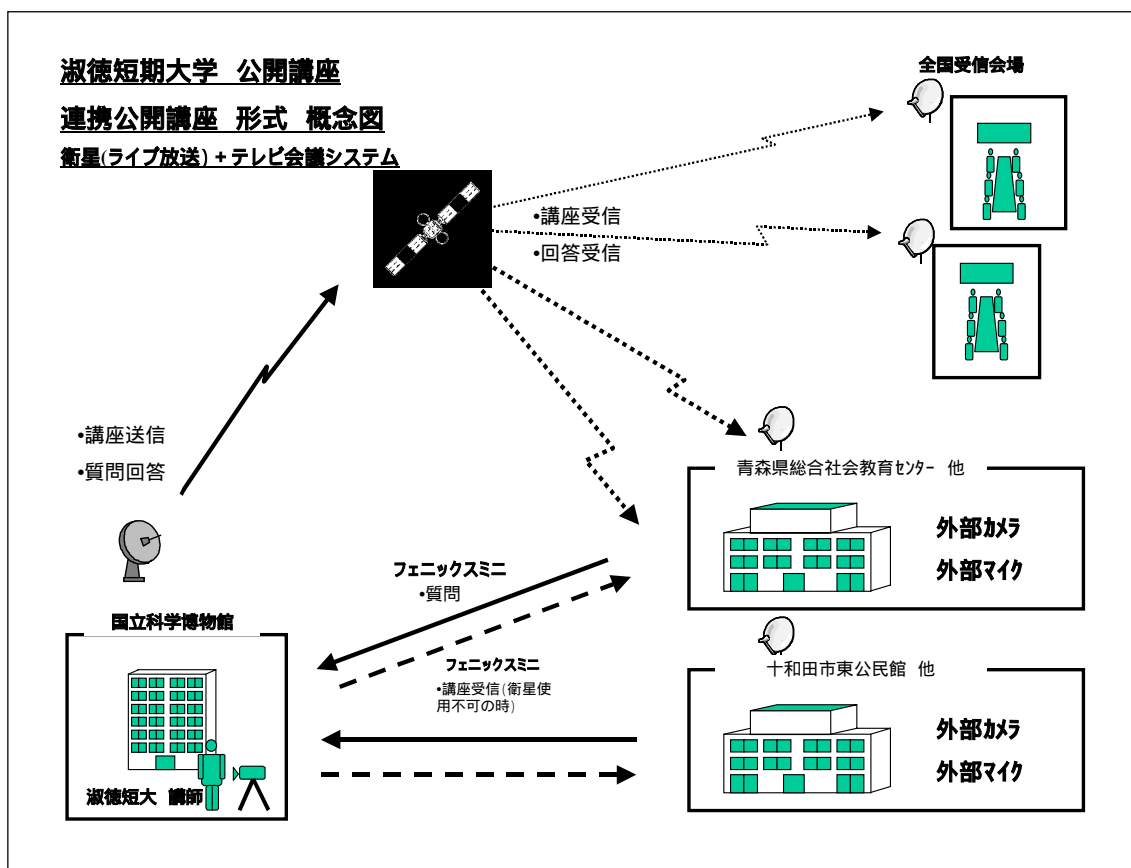 淑徳短期大学 公開講座
連携公開講座 形式 概念図
衛星(ライブ放送)+テレビ会議システム
全国受信会場
•講座受信
•回答受信
•講座送信
•質問回答
青森県総合社会教育ｾﾝﾀｰ 他
外部ｶﾒﾗ
外部ﾏｲｸ
フェニックスミニ
•質問
国立科学博物館
フェニックスミニ
•講座受信(衛星使
用不可の時)
十和田市東公民館 他
外部ｶﾒﾗ
外部ﾏｲｸ
淑徳短大 講師